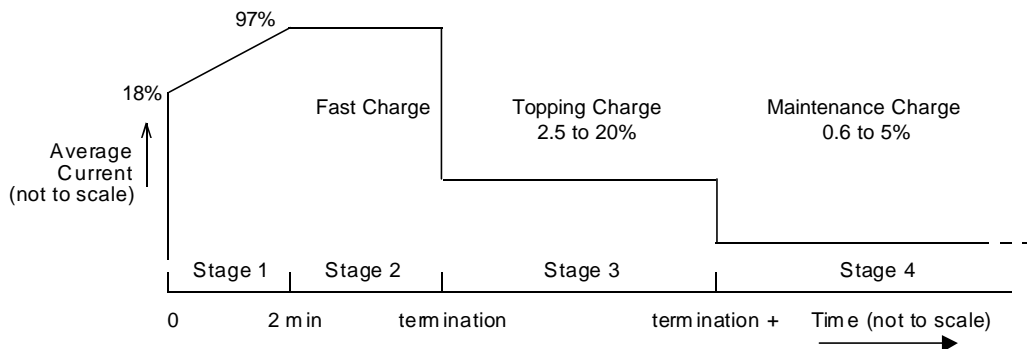 97%
18%
Fast Charge
Topping Charge
2.5 to 20%
Maintenance Charge
0.6 to 5%
Average
Current
(not to scale)
Stage 1
Stage 2
Stage 3
Stage 4
0
2 min
termination
termination +
Time (not to scale)